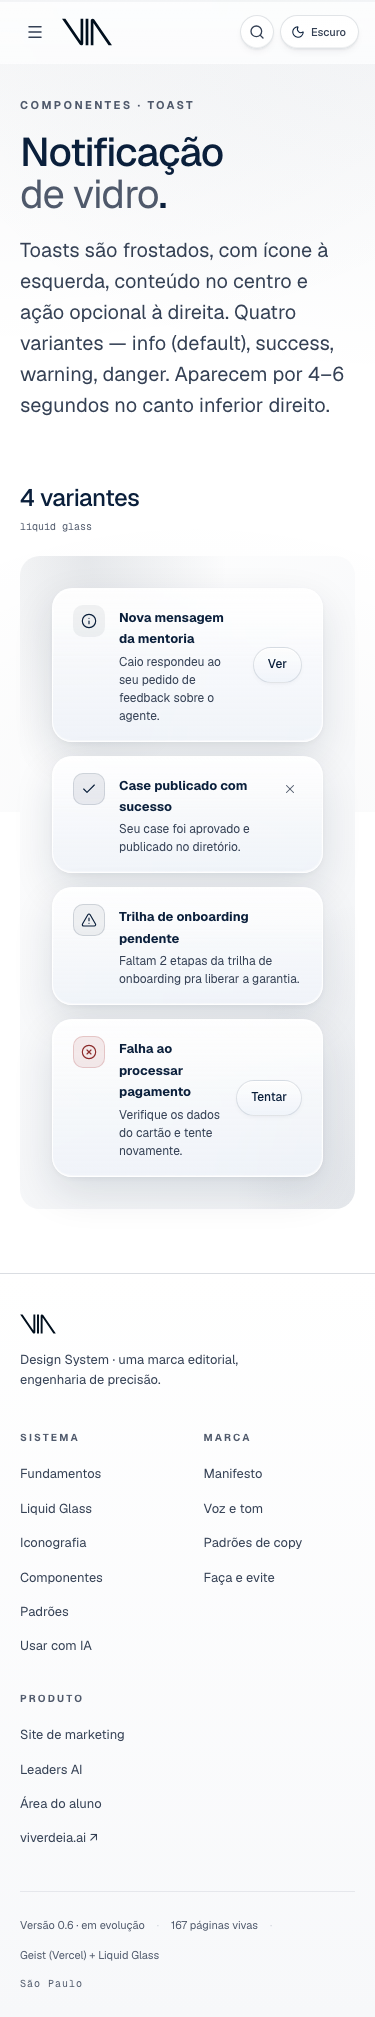 VIA
Escuro
COMPONENTES · TOAST
Notificação
de vidro.
Toasts são frostados, com ícone à
esquerda, conteúdo no centro e
ação opcional à direita. Quatro
variantes — info (default), success,
warning, danger. Aparecem por 4–6
segundos no canto inferior direito.
4 variantes
liquid glass
Nova mensagem
da mentoria
Caio respondeu ao
seu pedido de
feedback sobre o
agente.
Ver
Case publicado com
sucesso
Seu case foi aprovado e
publicado no diretório.
Trilha de onboarding
pendente
Faltam 2 etapas da trilha de
onboarding pra liberar a garantia.
Falha ao
processar
pagamento
Verifique os dados
do cartão e tente
novamente.
Tentar
VIA
Design System · uma marca editorial,
engenharia de precisão.
SISTEMA
Fundamentos
Liquid Glass
Iconografia
Componentes
Padrões
Usar com IA
MARCA
Manifesto
Voz e tom
Padrões de copy
Faça e evite
PRODUTO
Site de marketing
Leaders AI
Área do aluno
viverdeia.ai ↗
Versão 0.6 · em evolução · 167 páginas vivas ·
Geist (Vercel) + Liquid Glass
São Paulo